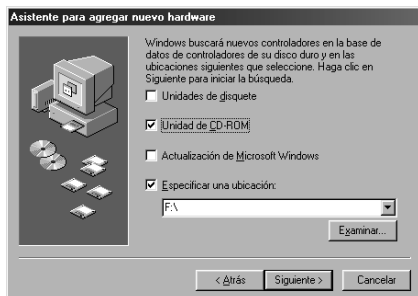 Asistente para agregar nuevo hardware
Windows buscará nuevos controladores en la base de
datos de controladores de su disco duro y en las
ubicaciones siguientes que seleccione. Haga clic en
Siguiente para iniciar la búsqueda.
Unidades de disquete
Unidad de CD-ROM
Actualización de Microsoft Windows
Especificar una ubicación:
F:\
Examinar...
< Atrás
Siguiente >
Cancelar